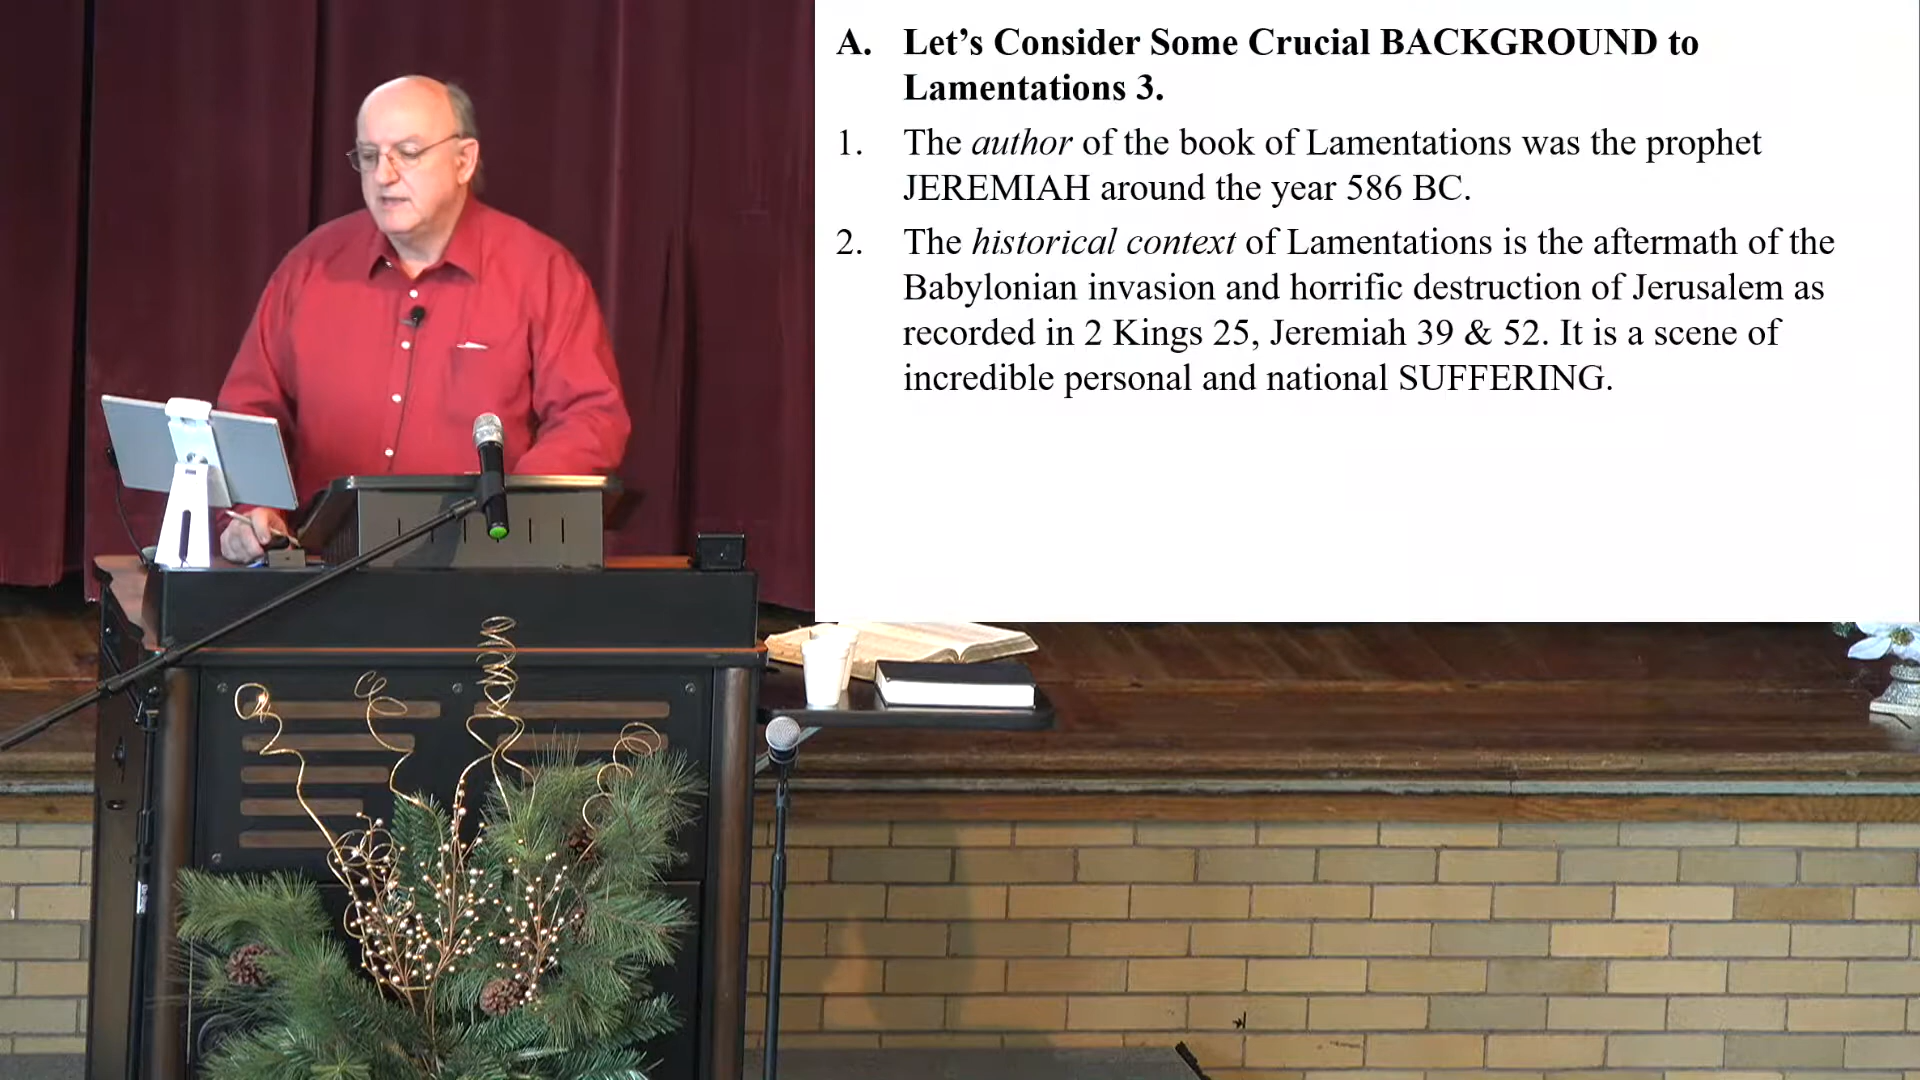 A. Let’s Consider Some Crucial BACKGROUND to
Lamentations 3.
1. The author of the book of Lamentations was the prophet
JEREMIAH around the year 586 BC.
2. The historical context of Lamentations is the aftermath of the
Babylonian invasion and horrific destruction of Jerusalem as
recorded in 2 Kings 25, Jeremiah 39 & 52. It is a scene of
incredible personal and national SUFFERING.